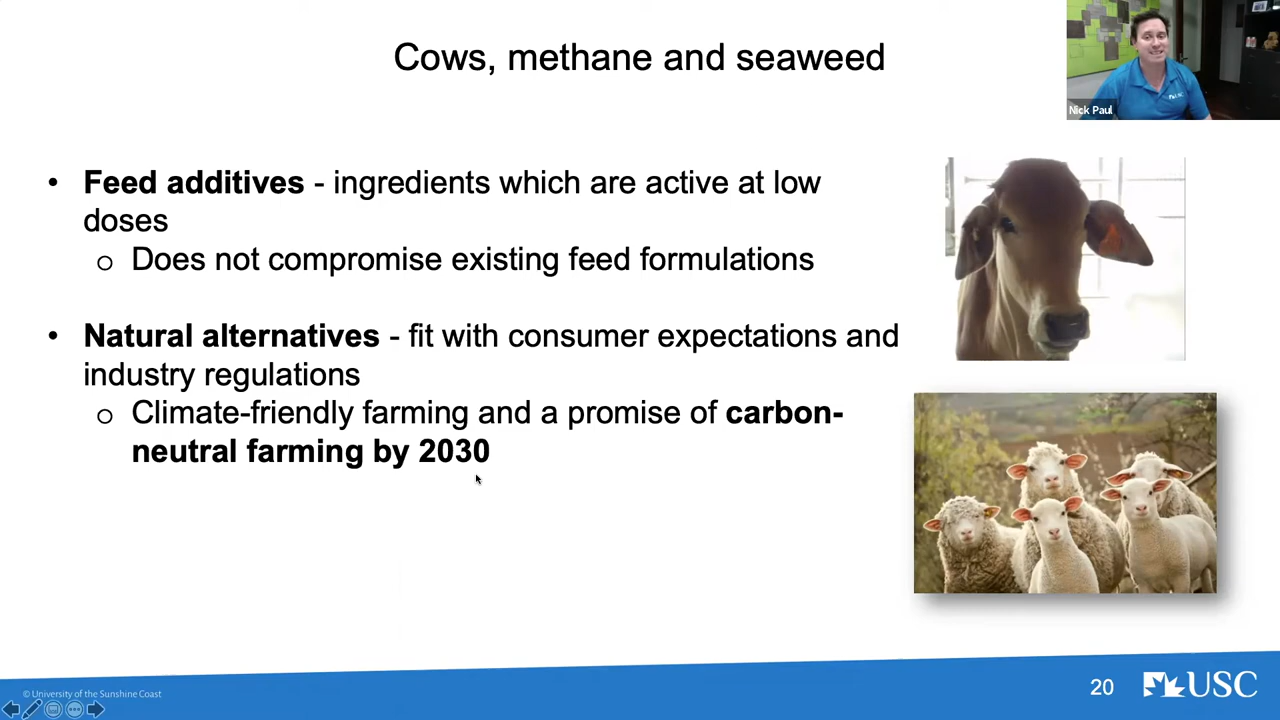 Cows, methane and seaweed
USC
Nick Paul
• Feed additives - ingredients which are active at low
doses
o Does not compromise existing feed formulations
• Natural alternatives - fit with consumer expectations and
industry regulations
o Climate-friendly farming and a promise of carbon-
neutral farming by 2030
© University of the Sunshine Coast
20
USC